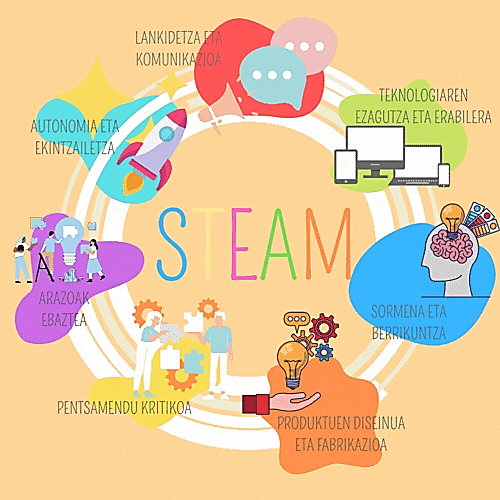 LANKIDETZA ETA
KOMUNIKAZIOA
TEKNOLOGIAREN
EZAGUTZA ETA ERABILERA
AUTONOMIA ETA
EKINTZAILETZA
STEAM
ARAZOAK
EBAZTEA
SORMENA ETA
BERRIKUNTZA
PENTSAMENDU KRITIKOA
PRODUKTUEN DISEINUA
ETA FABRIKAZIOA